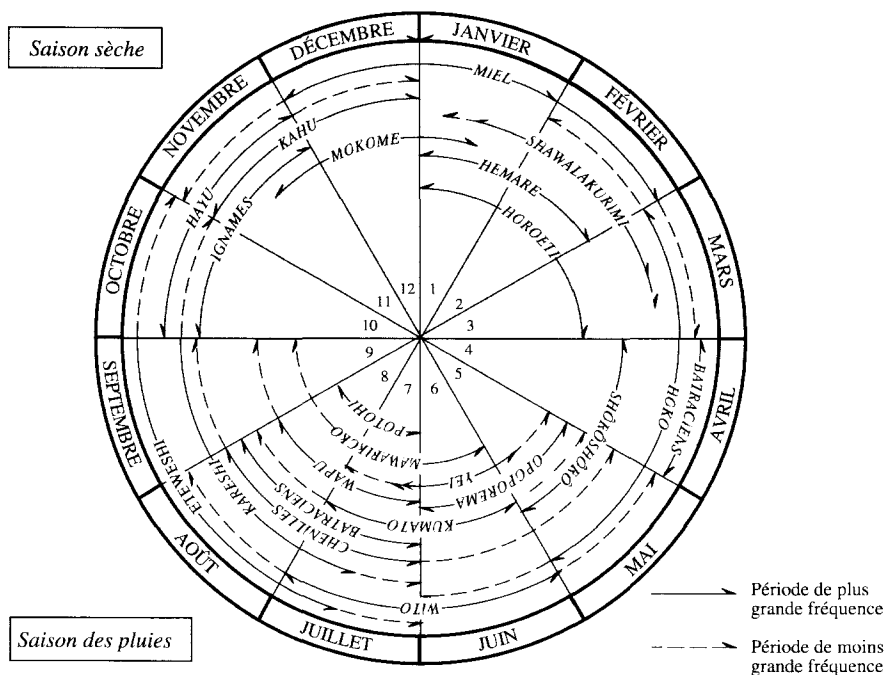 Saison sèche
DÉCEMBRE
JANVIER
FÉVRIER
MARS
AVRIL
MAI
JUIN
JUILLET
AOÛT
SEPTEMBRE
OCTOBRE
NOVEMBRE
MIEL
KAHU
MOKOME
HAYU
IGNAMES
SHAWALAKURIMI
HEMARE
HOROETI
12 1
11 2
10 3
9 4
8 5
7 6
BATRACIENS
HOKO
SHŌKŌSHŌKŌ
POTOHI
MAWARIKCKO
YEI
OPCPOREMA
WAPU
KUMATO
BATRACIENS
CHENILLES
KARESHI
ETEWESHI
WITO
Saison des pluies
Période de plus
grande fréquence
Période de moins
grande fréquence